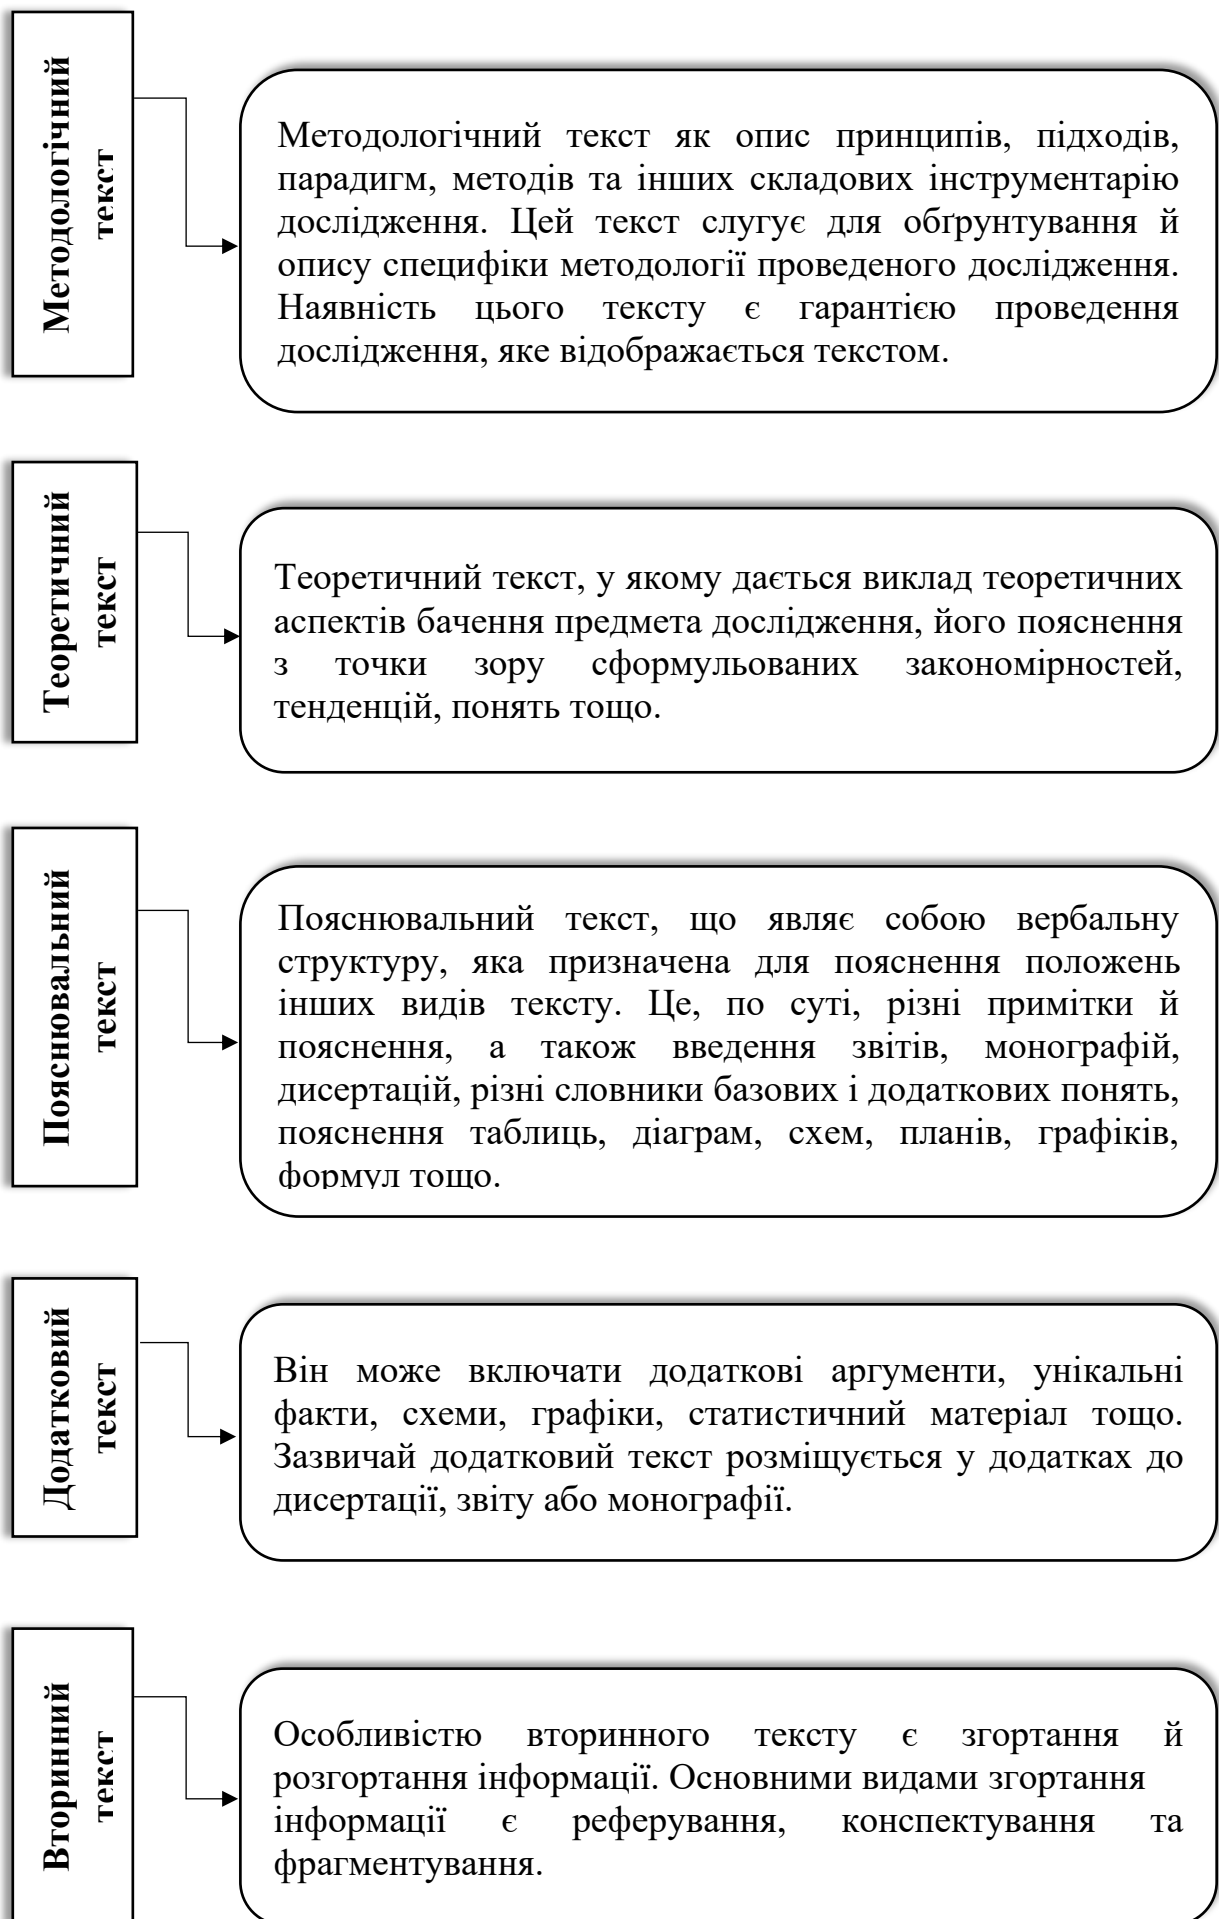 Методологічний
текст
Методологічний текст як опис принципів, підходів,
парадигм, методів та інших складових інструментарію
дослідження. Цей текст слугує для обґрунтування й
опису специфіки методології проведеного дослідження.
Наявність цього тексту є гарантією проведення
дослідження, яке відображається текстом.
Теоретичний
текст
Теоретичний текст, у якому дається виклад теоретичних
аспектів бачення предмета дослідження, його пояснення
з точки зору сформульованих закономірностей,
тенденцій, понять тощо.
Пояснювальний
текст
Пояснювальний текст, що являє собою вербальну
структуру, яка призначена для пояснення положень
інших видів тексту. Це, по суті, різні примітки й
пояснення, а також введення звітів, монографій,
дисертацій, різні словники базових і додаткових понять,
пояснення таблиць, діаграм, схем, планів, графіків,
формул тощо.
Додатковий
текст
Він може включати додаткові аргументи, унікальні
факти, схеми, графіки, статистичний матеріал тощо.
Зазвичай додатковий текст розміщується у додатках до
дисертації, звіту або монографії.
Вторинний
текст
Особливістю вторинного тексту є згортання й
розгортання інформації. Основними видами згортання
інформації є реферування, конспектування та
фрагментування.